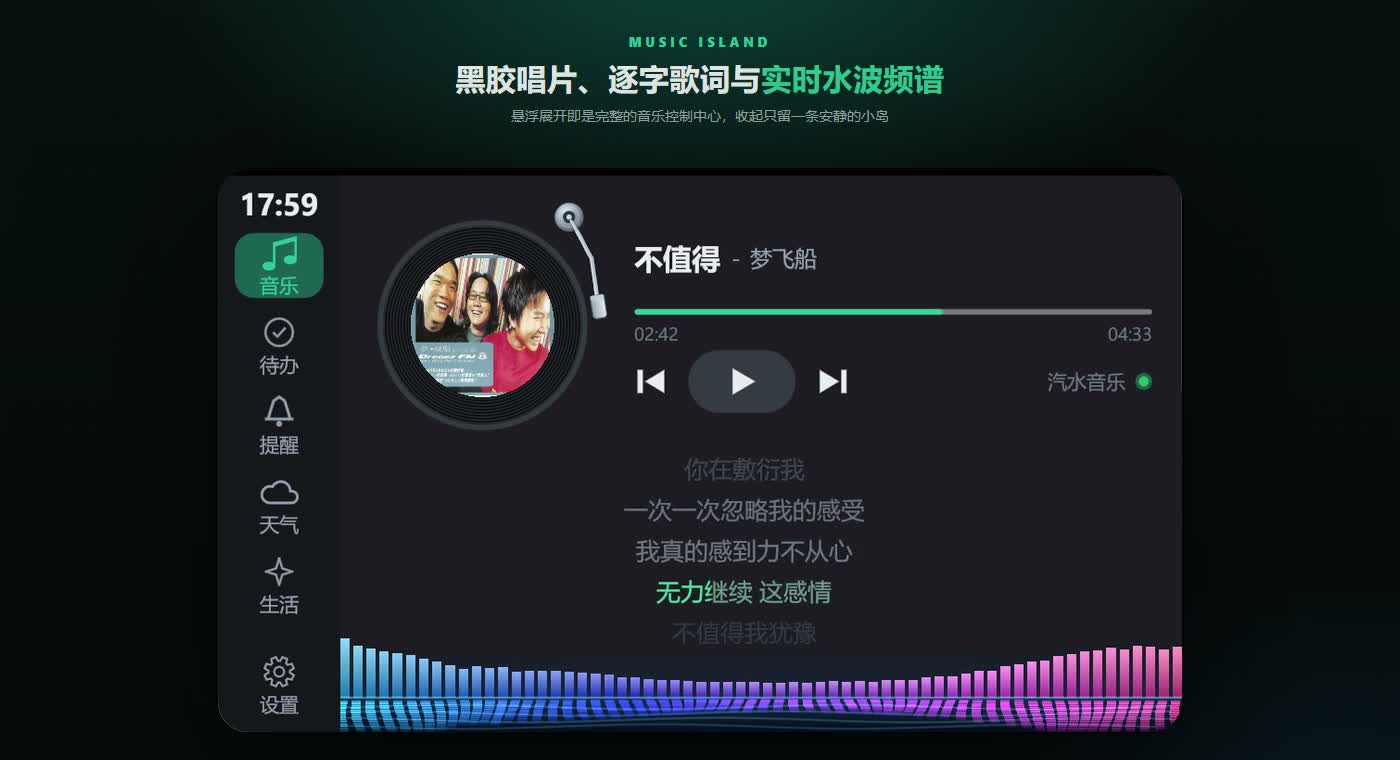 MUSIC ISLAND
黑胶唱片、逐字歌词与实时水波频谱
悬浮展开即是完整的音乐控制中心，收起只留一条安静的小岛
17:59
音乐
待办
提醒
天气
生活
设置
不值得 - 梦飞船
02:42
04:33
汽水音乐
你在敷衍我
一次一次忽略我的感受
我真的感到力不从心
无力继续 这感情
不值得我犹豫